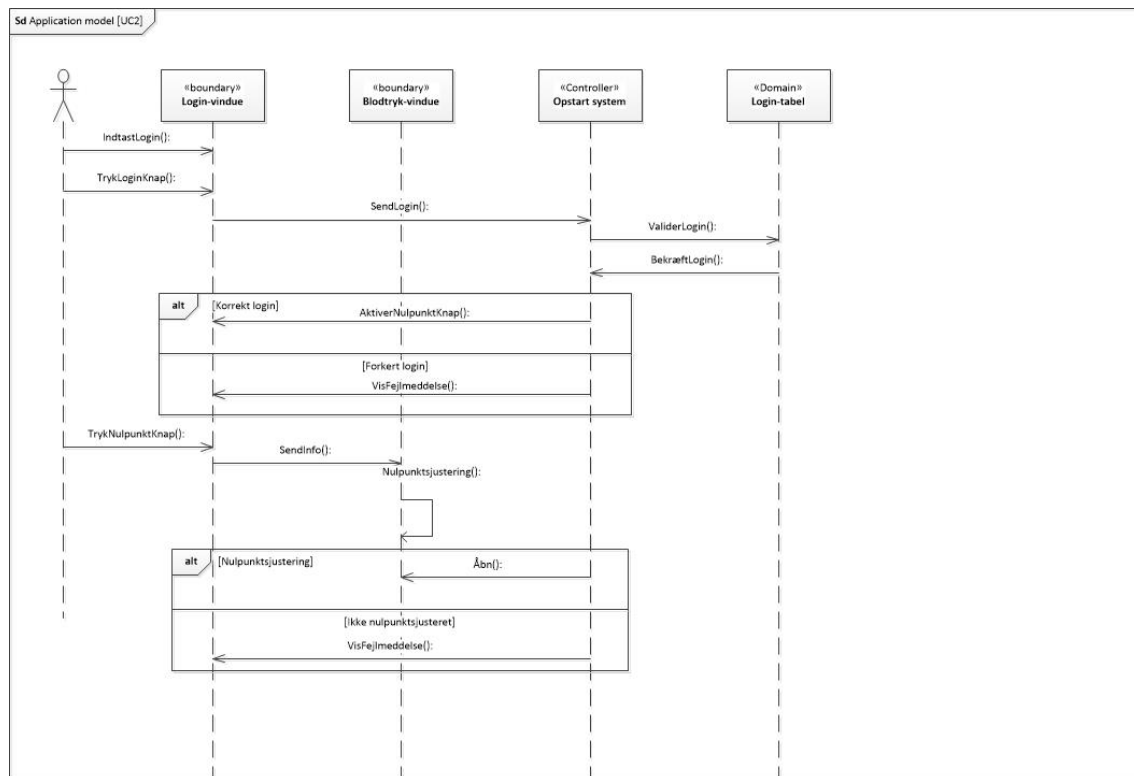 Sd Application model [UC2]
«boundary»
Login-vindue
«boundary»
Blodtryk-vindue
«Controller»
Opstart system
«Domain»
Login-tabel
IndtastLogin():
TrykLoginKnap():
SendLogin():
ValiderLogin():
BekræftLogin():
alt [Korrekt login]
AktiverNulpunktKnap():
[Forkert login]
VisFejlmeddelse():
TrykNulpunktKnap():
SendInfo():
Nulpunktsjustering():
alt [Nulpunktsjustering]
Åbn():
[Ikke nulpunktsjusteret]
VisFejlmeddelse():